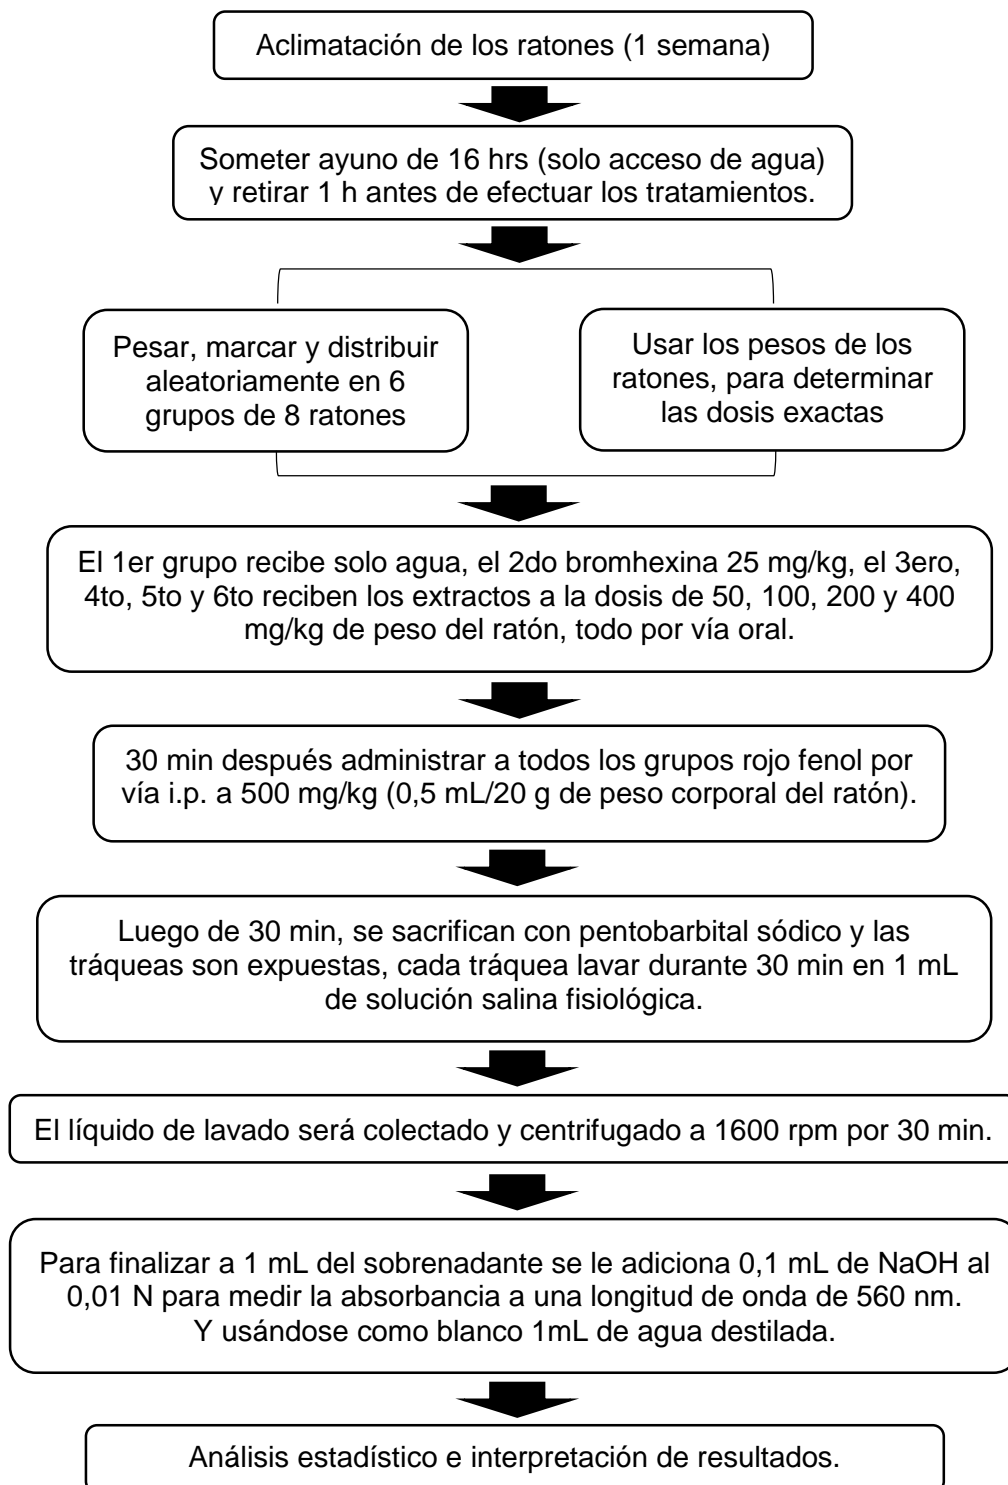 Aclimatación de los ratones (1 semana)
Someter ayuno de 16 hrs (solo acceso de agua)
y retirar 1 h antes de efectuar los tratamientos.
Pesar, marcar y distribuir
aleatoriamente en 6
grupos de 8 ratones
Usar los pesos de los
ratones, para determinar
las dosis exactas
El 1er grupo recibe solo agua, el 2do bromhexina 25 mg/kg, el 3ero,
4to, 5to y 6to reciben los extractos a la dosis de 50, 100, 200 y 400
mg/kg de peso del ratón, todo por vía oral.
30 min después administrar a todos los grupos rojo fenol por
vía i.p. a 500 mg/kg (0,5 mL/20 g de peso corporal del ratón).
Luego de 30 min, se sacrifican con pentobarbital sódico y las
tráqueas son expuestas, cada tráquea lavar durante 30 min en 1 mL
de solución salina fisiológica.
El líquido de lavado será colectado y centrifugado a 1600 rpm por 30 min.
Para finalizar a 1 mL del sobrenadante se le adiciona 0,1 mL de NaOH al
0,01 N para medir la absorbancia a una longitud de onda de 560 nm.
Y usándose como blanco 1mL de agua destilada.
Análisis estadístico e interpretación de resultados.